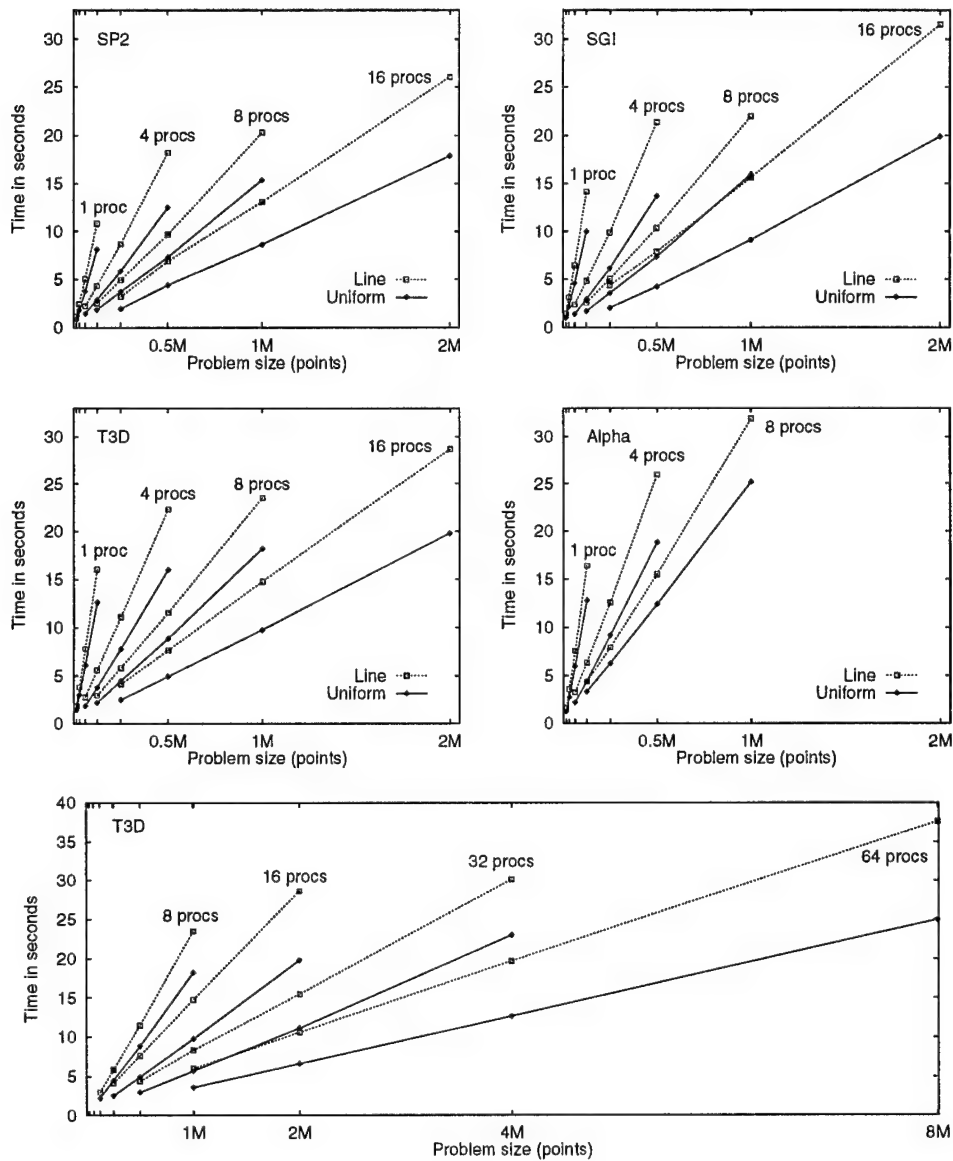 SP2
30
25
20
15
10
5
0
Time in seconds
1 proc
4 procs
8 procs
16 procs
Line
Uniform
0.5M
1M
2M
Problem size (points)
SGI
30
25
20
15
10
5
0
Time in seconds
1 proc
4 procs
8 procs
16 procs
Line
Uniform
0.5M
1M
2M
Problem size (points)
T3D
30
25
20
15
10
5
0
Time in seconds
1 proc
4 procs
8 procs
16 procs
Line
Uniform
0.5M
1M
2M
Problem size (points)
Alpha
30
25
20
15
10
5
0
Time in seconds
1 proc
4 procs
8 procs
Line
Uniform
0.5M
1M
2M
Problem size (points)
T3D
40
35
30
25
20
15
10
5
0
Time in seconds
8 procs
16 procs
32 procs
64 procs
1M
2M
4M
8M
Problem size (points)